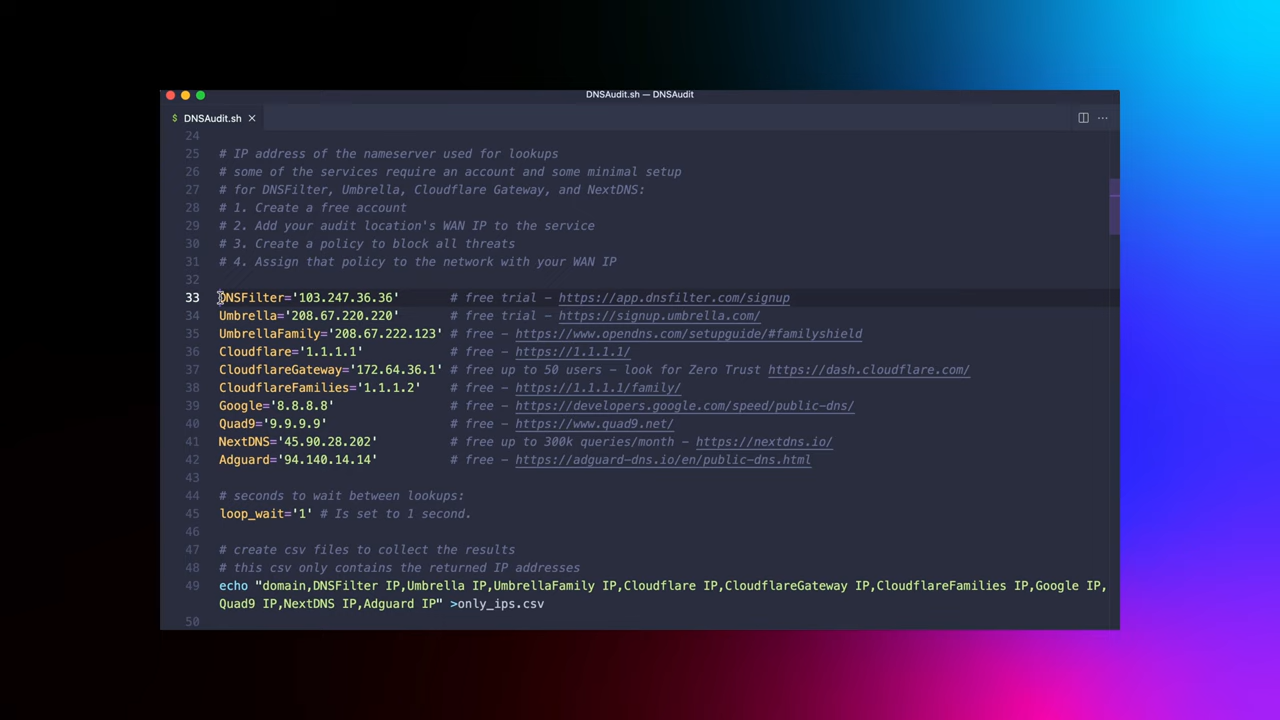 DNSAudit.sh — DNSAudit
$ DNSAudit.sh ×
24
25 # IP address of the nameserver used for lookups
26 # some of the services require an account and some minimal setup
27 # for DNSFilter, Umbrella, Cloudflare Gateway, and NextDNS:
28 # 1. Create a free account
29 # 2. Add your audit location's WAN IP to the service
30 # 3. Create a policy to block all threats
31 # 4. Assign that policy to the network with your WAN IP
32
33 DNSFilter='103.247.36.36' # free trial – https://app.dnsfilter.com/signup
34 Umbrella='208.67.220.220' # free trial – https://signup.umbrella.com/
35 UmbrellaFamily='208.67.222.123' # free – https://www.opendns.com/setupguide/#familyshield
36 Cloudflare='1.1.1.1' # free – https://1.1.1.1/
37 CloudflareGateway='172.64.36.1' # free up to 50 users – look for Zero Trust https://dash.cloudflare.com/
38 CloudflareFamilies='1.1.1.2' # free – https://1.1.1.1/family/
39 Google='8.8.8.8' # free – https://developers.google.com/speed/public-dns/
40 Quad9='9.9.9.9' # free – https://www.quad9.net/
41 NextDNS='45.90.28.202' # free up to 300k queries/month – https://nextdns.io/
42 Adguard='94.140.14.14' # free – https://adguard-dns.io/en/public-dns.html
43
44 # seconds to wait between lookups:
45 loop_wait='1' # Is set to 1 second.
46
47 # create csv files to collect the results
48 # this csv only contains the returned IP addresses
49 echo "domain,DNSFilter IP,Umbrella IP,UmbrellaFamily IP,Cloudflare IP,CloudflareGateway IP,CloudflareFamilies IP,Google IP,
Quad9 IP,NextDNS IP,Adguard IP" >only_ips.csv
50